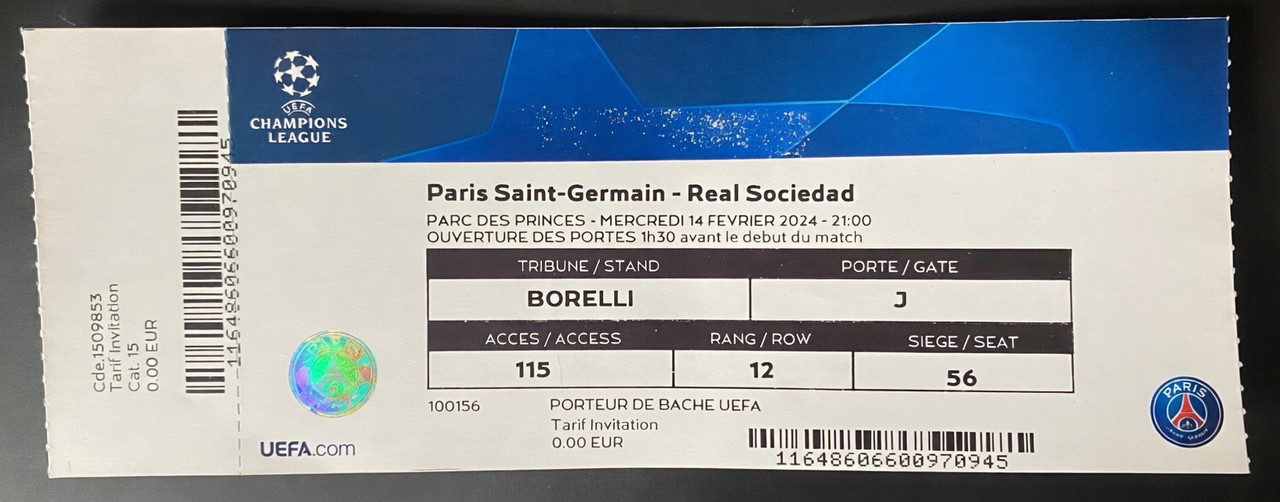 Cde.1509853
Tarif Invitation
Cat. 15
0.00 EUR
11648606600970945
UEFA
CHAMPIONS
LEAGUE
Paris Saint-Germain - Real Sociedad
PARC DES PRINCES - MERCREDI 14 FEVRIER 2024 - 21:00
OUVERTURE DES PORTES 1h30 avant le debut du match
TRIBUNE / STAND PORTE / GATE
BORELLI J
ACCES / ACCESS RANG / ROW SIEGE / SEAT
115 12 56
100156 PORTEUR DE BACHE UEFA
Tarif Invitation
0.00 EUR
11648606600970945
UEFA.com
PARIS